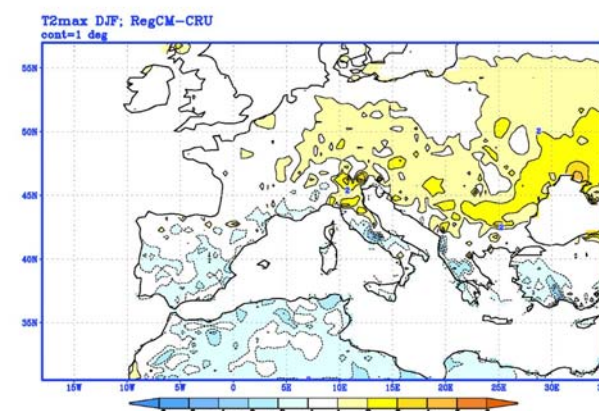 T2max DJF; RegCM-CRU
cont=1 deg
55N
50N
45N
40N
35N
15W
10W
5W
0
5E
10E
15E
20E
25E
30E